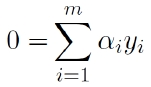 $0 = \sum_{i=1}^{m} \alpha_i y_i$